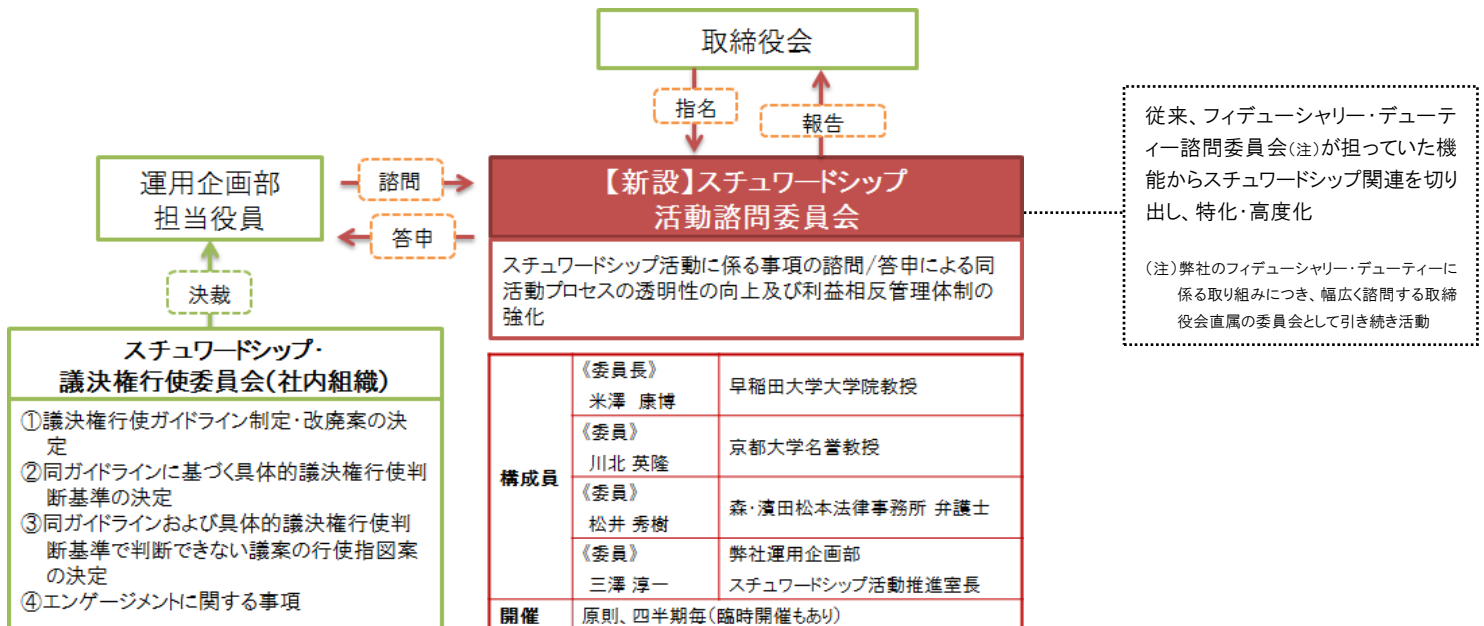 取締役会
指名
報告
従来、フィデューシャリー・デューテ
ィー諮問委員会(注)が担っていた機
能からスチュワードシップ関連を切り
出し、特化・高度化
(注)弊社のフィデューシャリー・デューティーに
係る取り組みにつき、幅広く諮問する取締
役会直属の委員会として引き続き活動
運用企画部
担当役員
諮問
答申
【新設】スチュワードシップ
活動諮問委員会
スチュワードシップ活動に係る事項の諮問/答申による同
活動プロセスの透明性の向上及び利益相反管理体制の
強化
決裁
スチュワードシップ・
議決権行使委員会(社内組織)
①議決権行使ガイドライン制定・改廃案の決
定
②同ガイドラインに基づく具体的議決権行使判
断基準の決定
③同ガイドラインおよび具体的議決権行使判
断基準で判断できない議案の行使指図案
の決定
④エンゲージメントに関する事項
構成員
《委員長》
米澤 康博
早稲田大学大学院教授
《委員》
川北 英隆
京都大学名誉教授
《委員》
松井 秀樹
森・濱田松本法律事務所 弁護士
《委員》
三澤 淳一
弊社運用企画部
スチュワードシップ活動推進室長
開催
原則、四半期毎(臨時開催もあり)